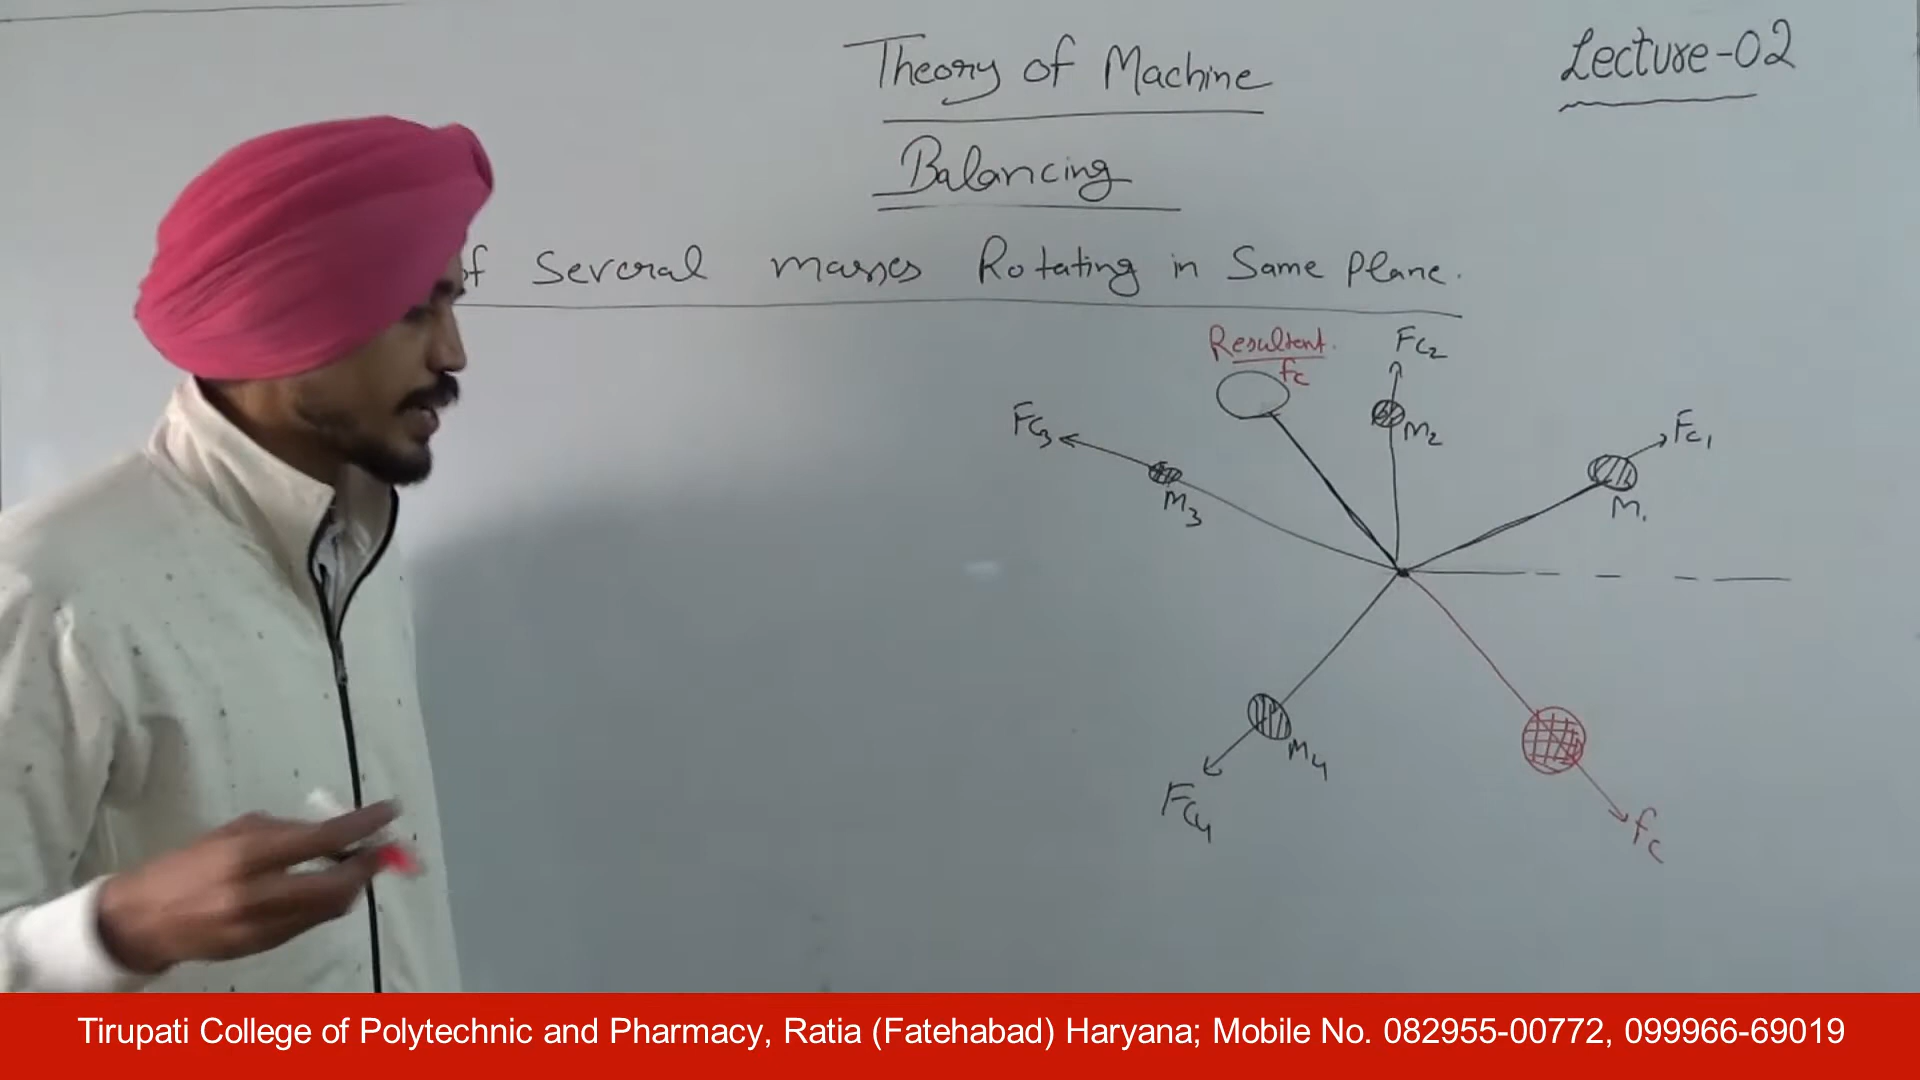 Theory of Machine
Lecture-02
Balancing
of Several masses Rotating in Same plane.
Resultent.
fc
FC2
M2
FC1
M1
FC3
M3
M4
FC4
fc
Tirupati College of Polytechnic and Pharmacy, Ratia (Fatehabad) Haryana; Mobile No. 082955-00772, 099966-69019